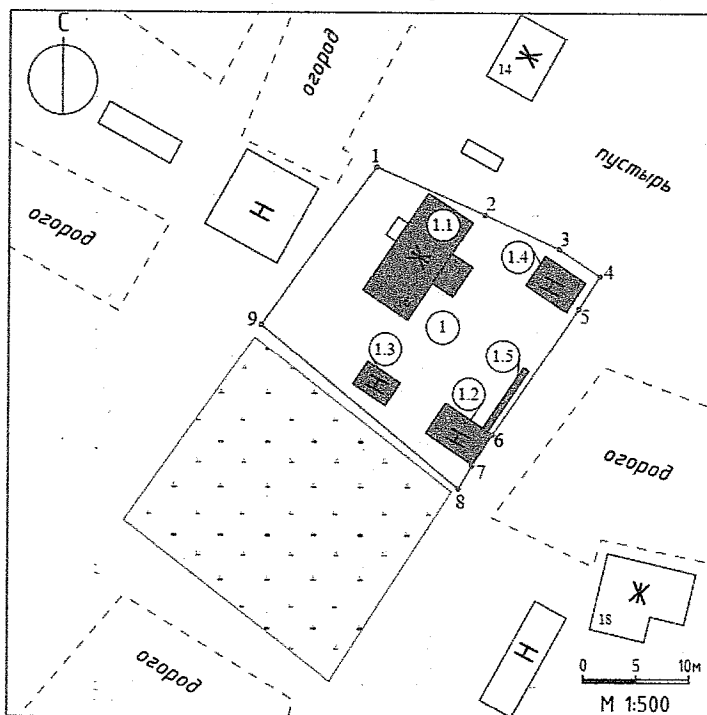 С
огород
14
Ж
пустырь
1
2
3
4
Н
огород
1.1
1.4
Ж
Н
5
1
9
1.3
1.5
Н
1.2
Н
6
7
8
огород
огород
Н
18
Ж
0 5 10м
М 1:500